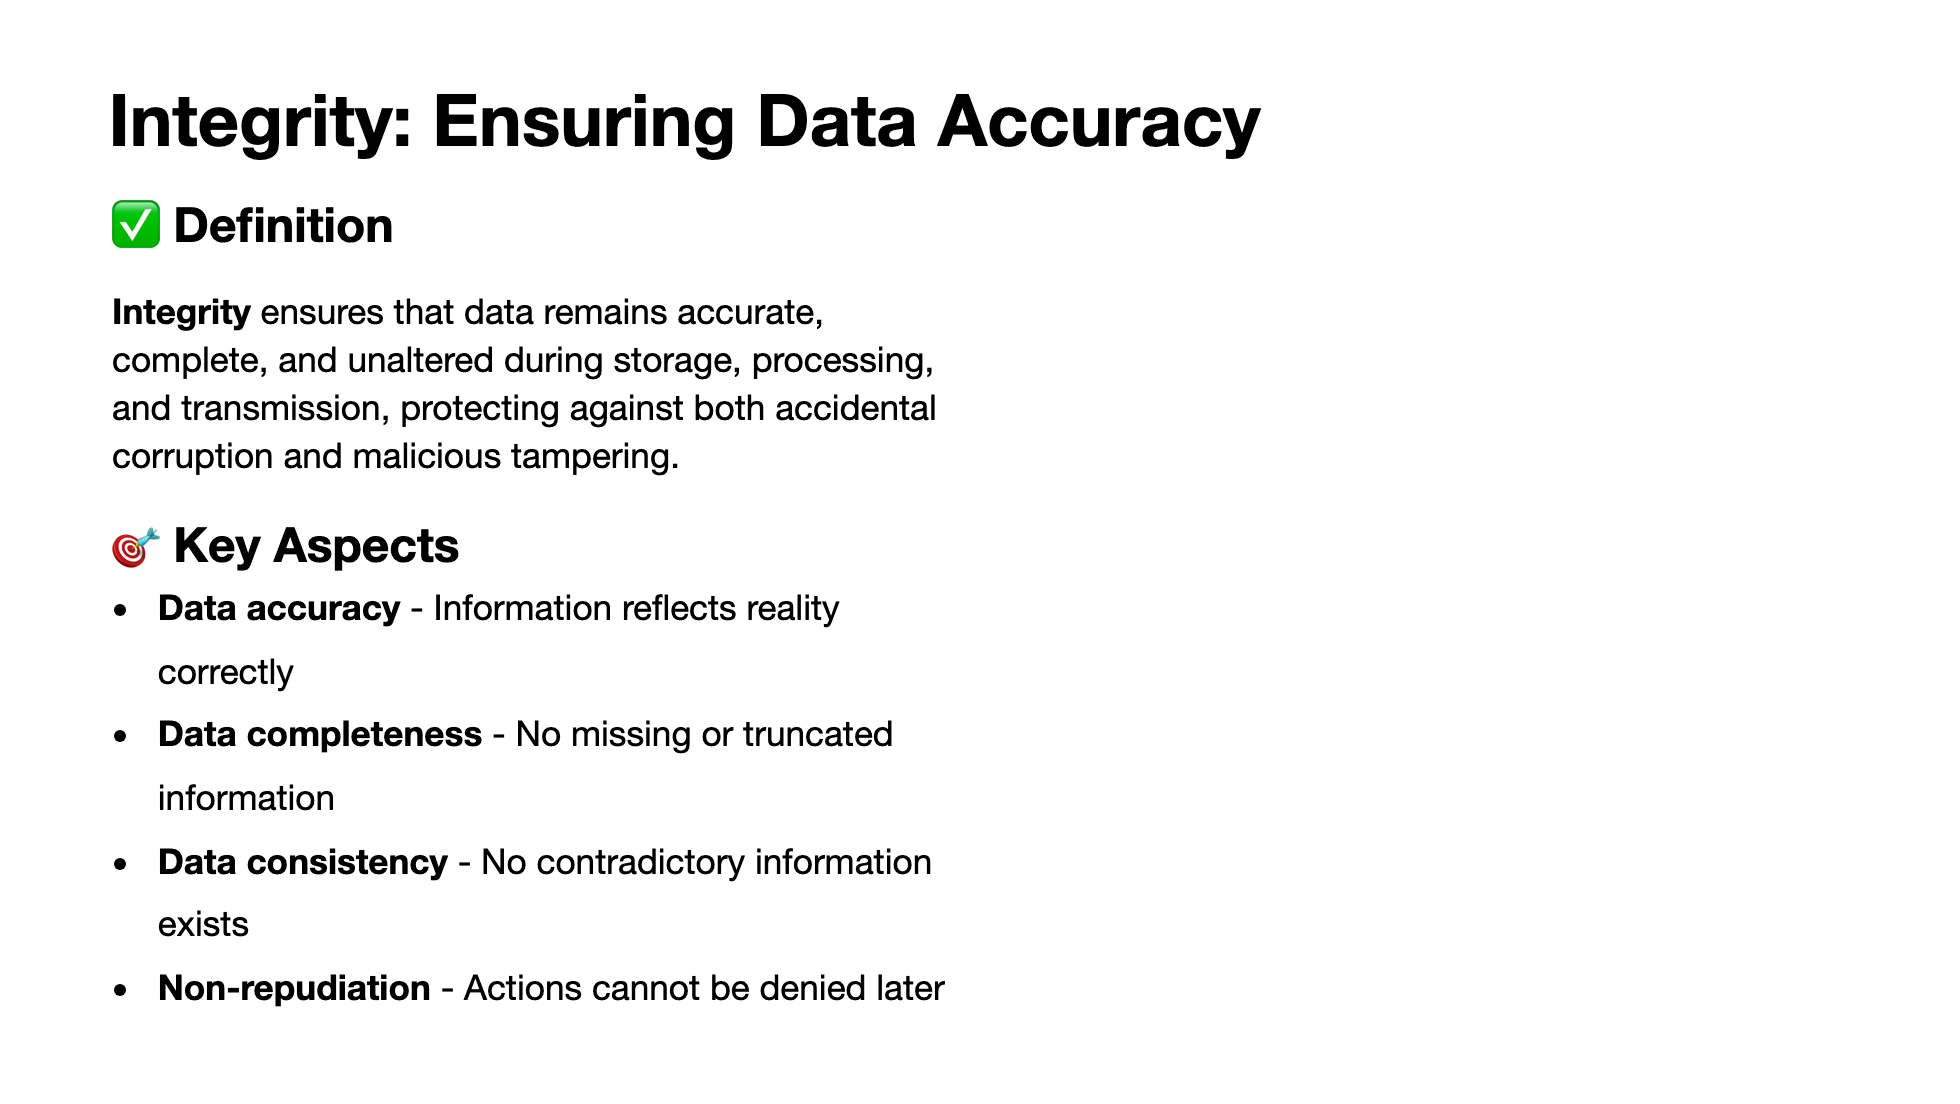 Integrity: Ensuring Data Accuracy
✅ Definition
Integrity ensures that data remains accurate,
complete, and unaltered during storage, processing,
and transmission, protecting against both accidental
corruption and malicious tampering.
🎯 Key Aspects
• Data accuracy - Information reflects reality
correctly
• Data completeness - No missing or truncated
information
• Data consistency - No contradictory information
exists
• Non-repudiation - Actions cannot be denied later